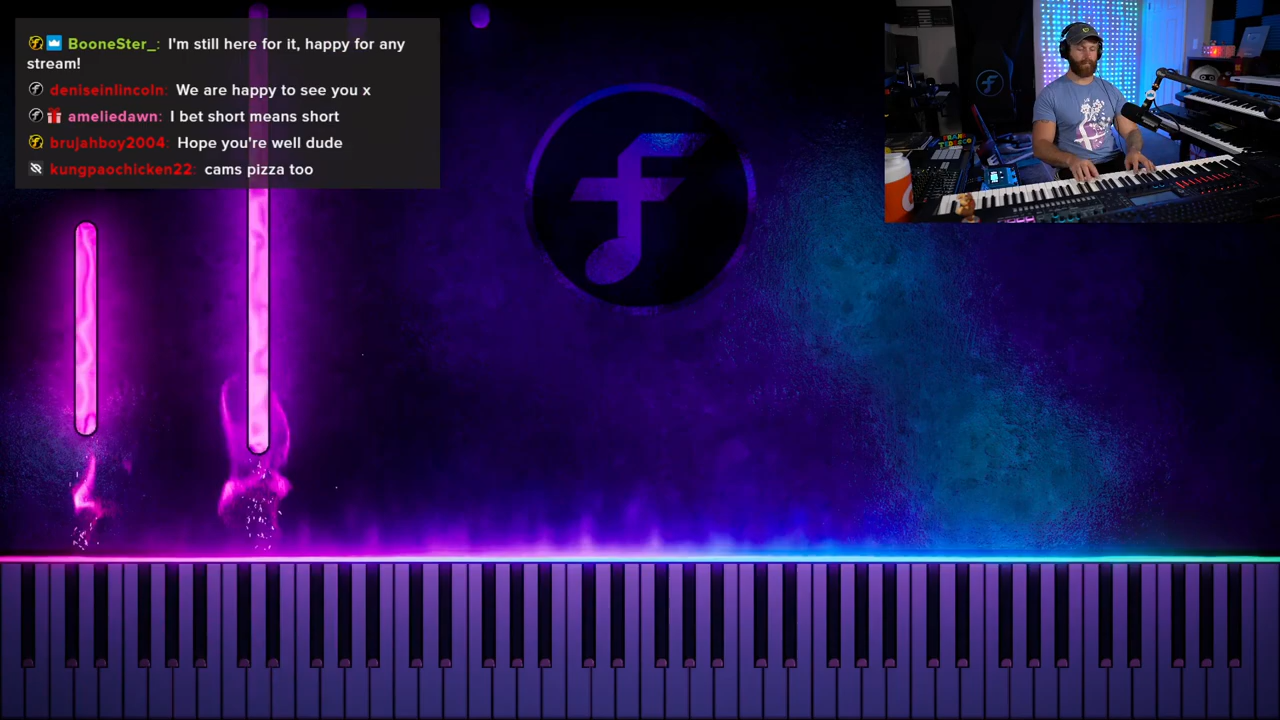 BooneSter_: I'm still here for it, happy for any
stream!
deniseinlincoln: We are happy to see you x
ameliedawn: I bet short means short
brujahboy2004: Hope you're well dude
kungpaochicken22: cams pizza too